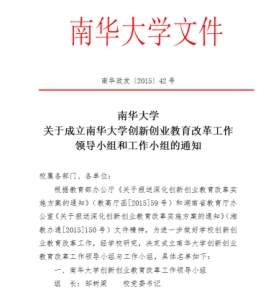 南华大学文件
南华政发〔2015〕42号
南华大学
关于成立南华大学创新创业教育改革工作
领导小组和工作小组的通知
校属各部门、各单位：
根据教育部办公厅《关于报送深化创新创业教育改革实
施方案的通知》（教高厅函[2015]59号）和湖南省教育厅办
公室《关于报送深化创新创业教育改革实施方案的通知》（湘
教办通[2015]150号）文件精神，为进一步做好学校创新创
业教育改革工作，经学校研究，决定成立南华大学创新创业
教育改革工作领导小组与工作小组，具体名单如下：
一、南华大学创新创业教育改革工作领导小组
组 长：邹树梁 校党委书记